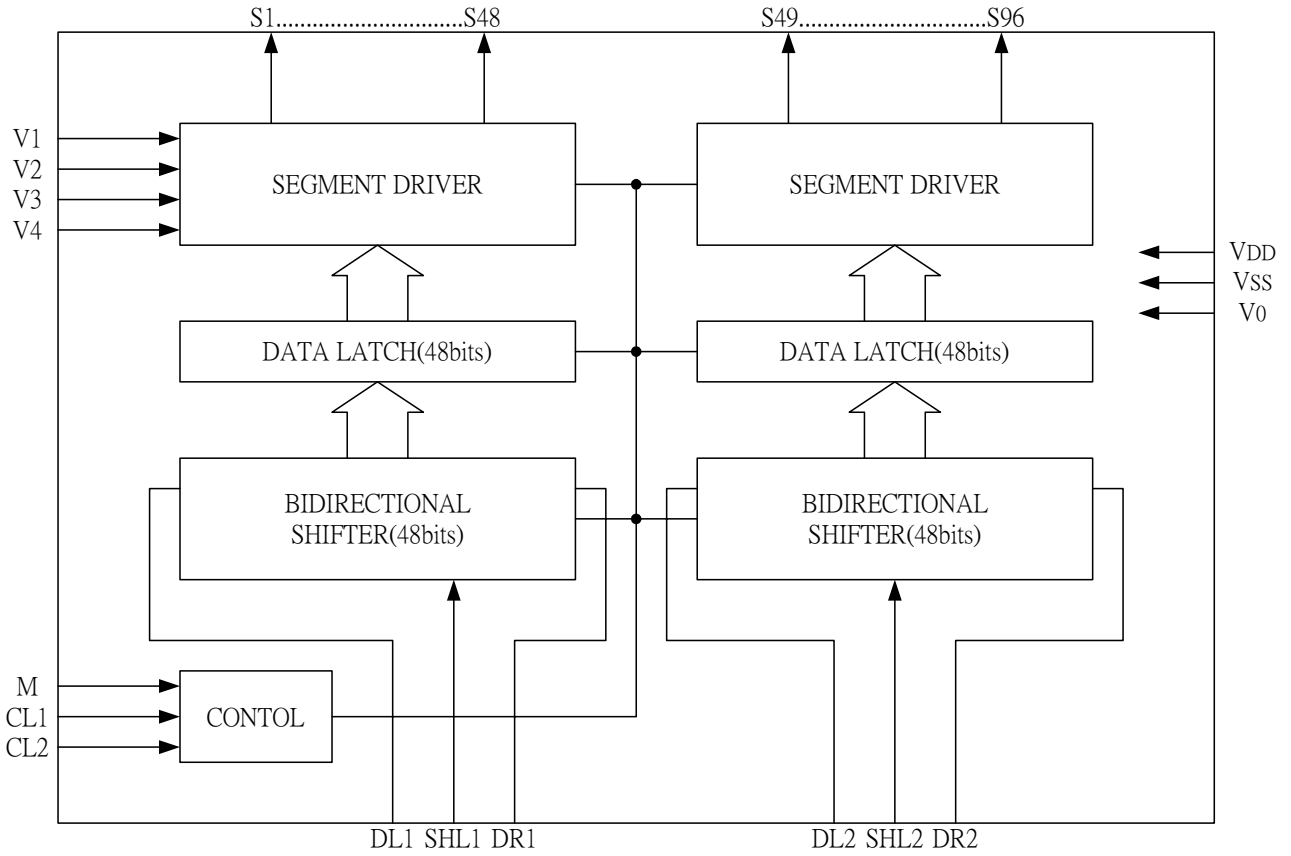 S1............................S48
S49............................S96
V1
V2
V3
V4
SEGMENT DRIVER
SEGMENT DRIVER
VDD
VSS
V0
DATA LATCH(48bits)
DATA LATCH(48bits)
BIDIRECTIONAL
SHIFTER(48bits)
BIDIRECTIONAL
SHIFTER(48bits)
M
CL1
CL2
CONTOL
DL1 SHL1 DR1
DL2 SHL2 DR2